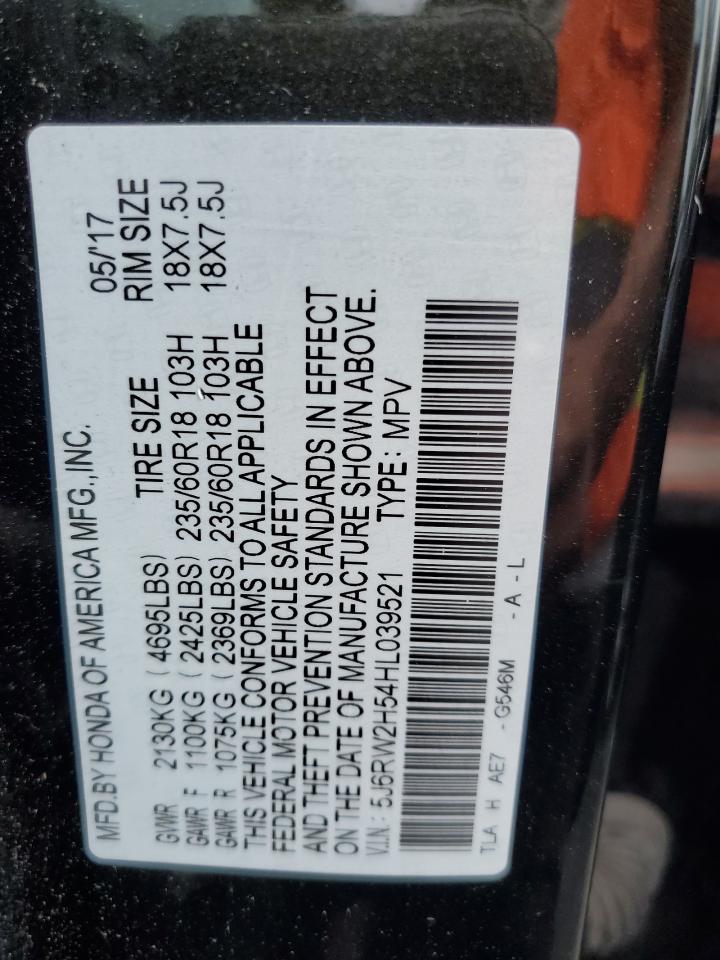 MFD.BY HONDA OF AMERICA MFG.,INC. 05/'17
TIRE SIZE RIM SIZE
GVWR 2130KG ( 4695LBS)
GAWR F 1100KG ( 2425LBS) 235/60R18 103H 18X7.5J
GAWR R 1075KG ( 2369LBS) 235/60R18 103H 18X7.5J
THIS VEHICLE CONFORMS TO ALL APPLICABLE
FEDERAL MOTOR VEHICLE SAFETY
AND THEFT PREVENTION STANDARDS IN EFFECT
ON THE DATE OF MANUFACTURE SHOWN ABOVE.
V.I.N.: 5J6RW2H54HL039521 TYPE: MPV
TLA H AE7 - G546M - A - L